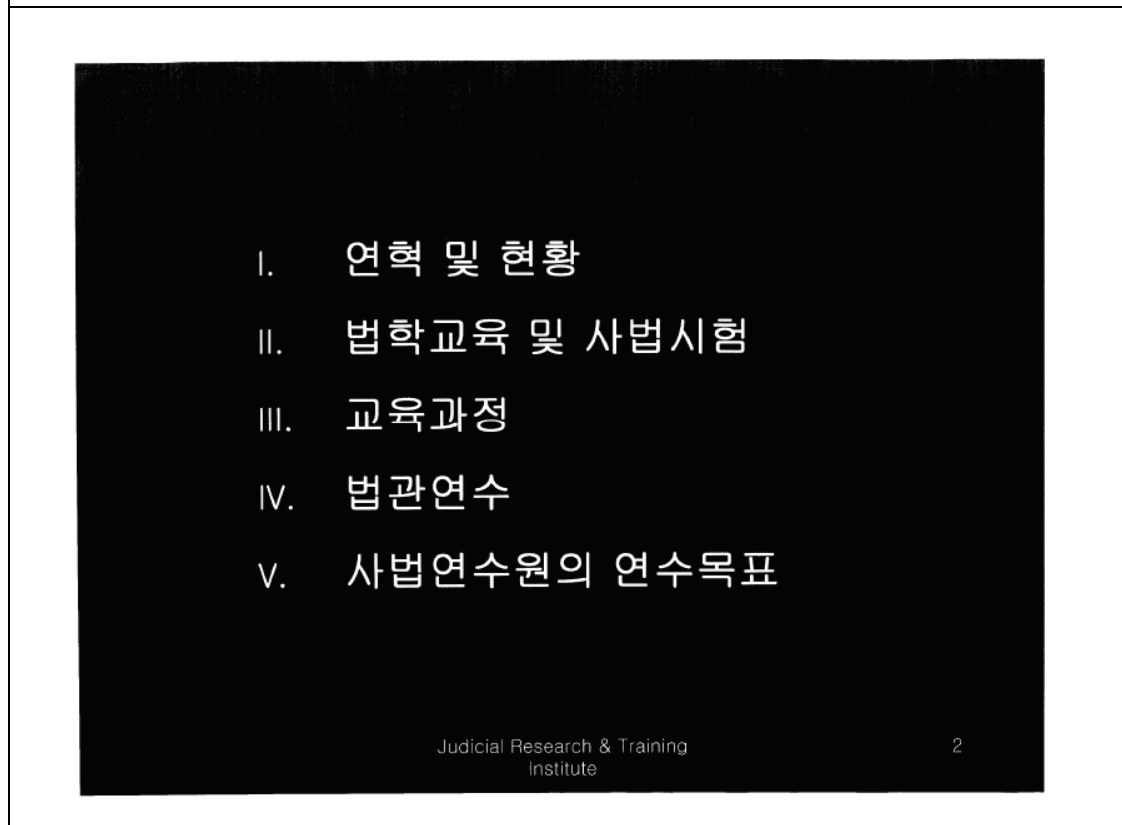 I. 연혁 및 현황
II. 법학교육 및 사법시험
III. 교육과정
IV. 법관연수
V. 사법연수원의 연수목표
Judicial Research & Training
Institute
2